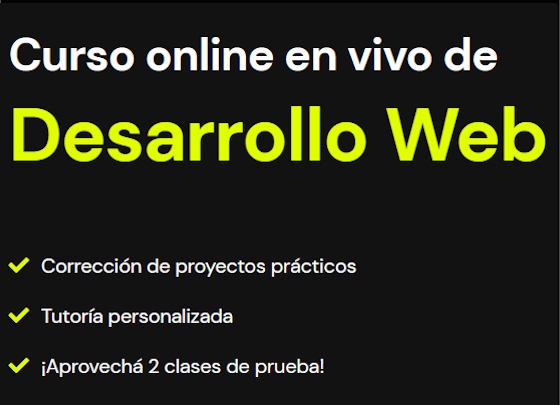 Curso online en vivo de
Desarrollo Web
Corrección de proyectos prácticos
Tutoría personalizada
¡Aprovechá 2 clases de prueba!